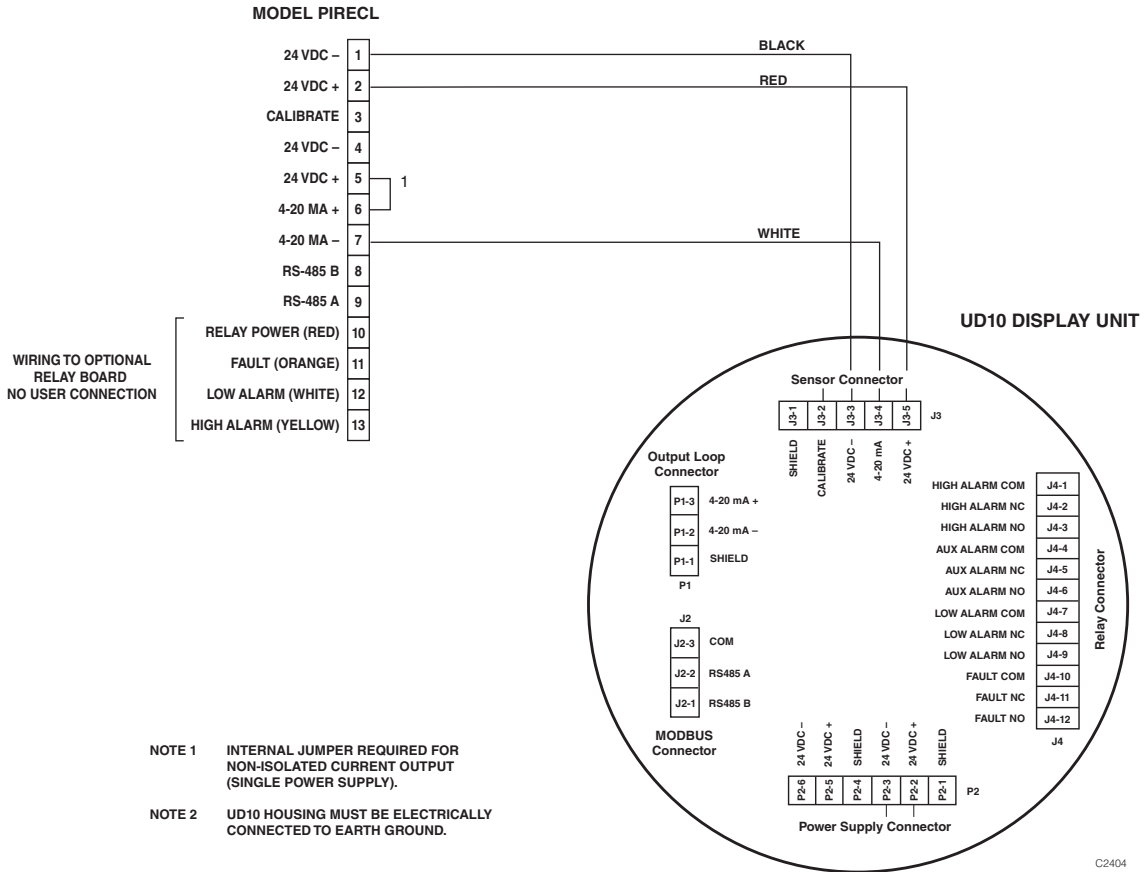 MODEL PIRECL
24 VDC – 1
24 VDC + 2
CALIBRATE 3
24 VDC – 4
24 VDC + 5
4-20 MA + 6
4-20 MA – 7
RS-485 B 8
RS-485 A 9
RELAY POWER (RED) 10
FAULT (ORANGE) 11
LOW ALARM (WHITE) 12
HIGH ALARM (YELLOW) 13
1
WIRING TO OPTIONAL
RELAY BOARD
NO USER CONNECTION
BLACK
RED
WHITE
UD10 DISPLAY UNIT
Sensor Connector
J3-1 J3-2 J3-3 J3-4 J3-5 J3
SHIELD
CALIBRATE
24 VDC –
4-20 mA
24 VDC +
Output Loop
Connector
P1-3 4-20 mA +
P1-2 4-20 mA –
P1-1 SHIELD
P1
J2
J2-3 COM
J2-2 RS485 A
J2-1 RS485 B
MODBUS
Connector
HIGH ALARM COM J4-1
HIGH ALARM NC J4-2
HIGH ALARM NO J4-3
AUX ALARM COM J4-4
AUX ALARM NC J4-5
AUX ALARM NO J4-6
LOW ALARM COM J4-7
LOW ALARM NC J4-8
LOW ALARM NO J4-9
FAULT COM J4-10
FAULT NC J4-11
FAULT NO J4-12
J4
Relay Connector
24 VDC –
24 VDC +
SHIELD
24 VDC –
24 VDC +
SHIELD
P2-6 P2-5 P2-4 P2-3 P2-2 P2-1 P2
Power Supply Connector
NOTE 1 INTERNAL JUMPER REQUIRED FOR
NON-ISOLATED CURRENT OUTPUT
(SINGLE POWER SUPPLY).
NOTE 2 UD10 HOUSING MUST BE ELECTRICALLY
CONNECTED TO EARTH GROUND.
C2404